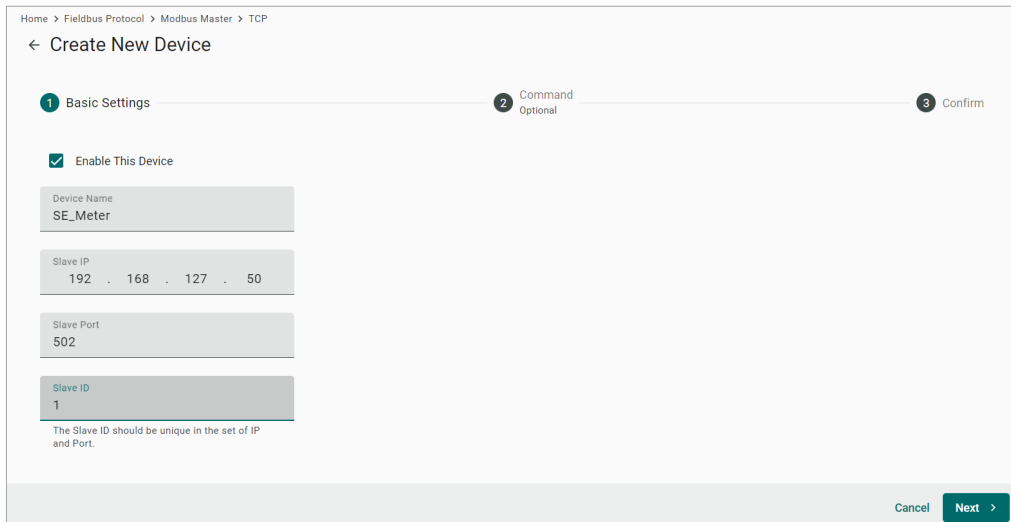 Home > Fieldbus Protocol > Modbus Master > TCP
← Create New Device
1 Basic Settings
2 Command
Optional
3 Confirm
Enable This Device
Device Name
SE_Meter
Slave IP
192 . 168 . 127 . 50
Slave Port
502
Slave ID
1
The Slave ID should be unique in the set of IP
and Port.
Cancel
Next >